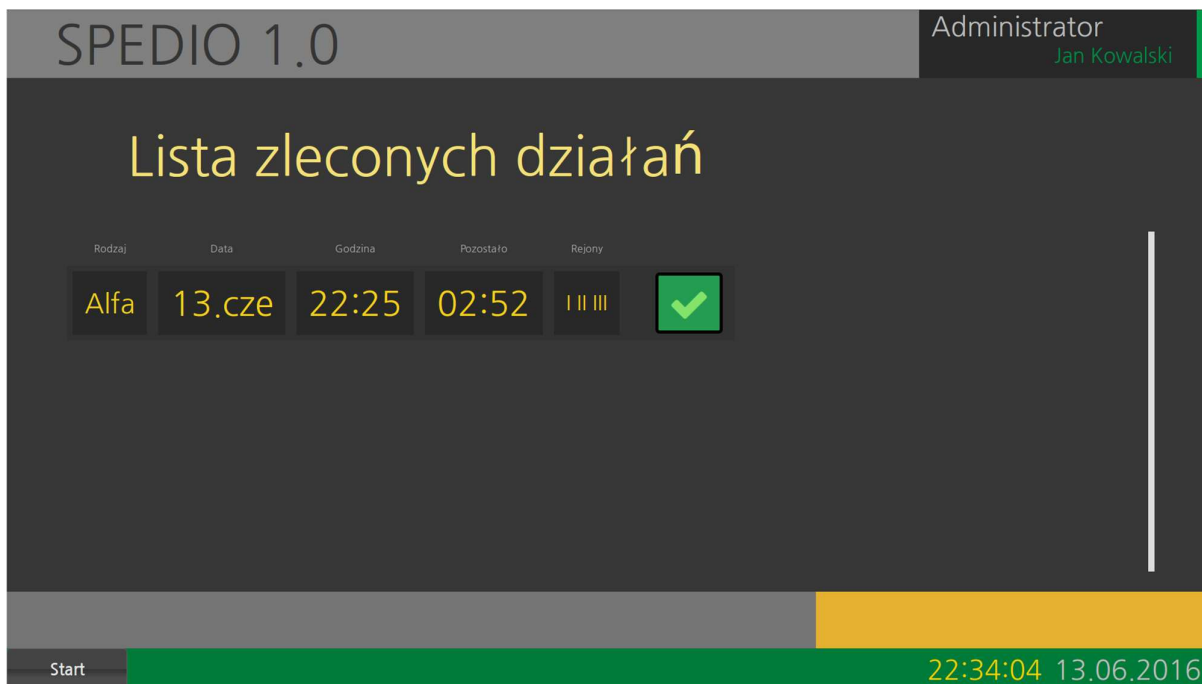 SPEDIO 1.0
Administrator
Jan Kowalski
Lista zleconych działań
Rodzaj Data Godzina Pozostało Rejony
Alfa 13.cze 22:25 02:52 I II III
Start 22:34:04 13.06.2016